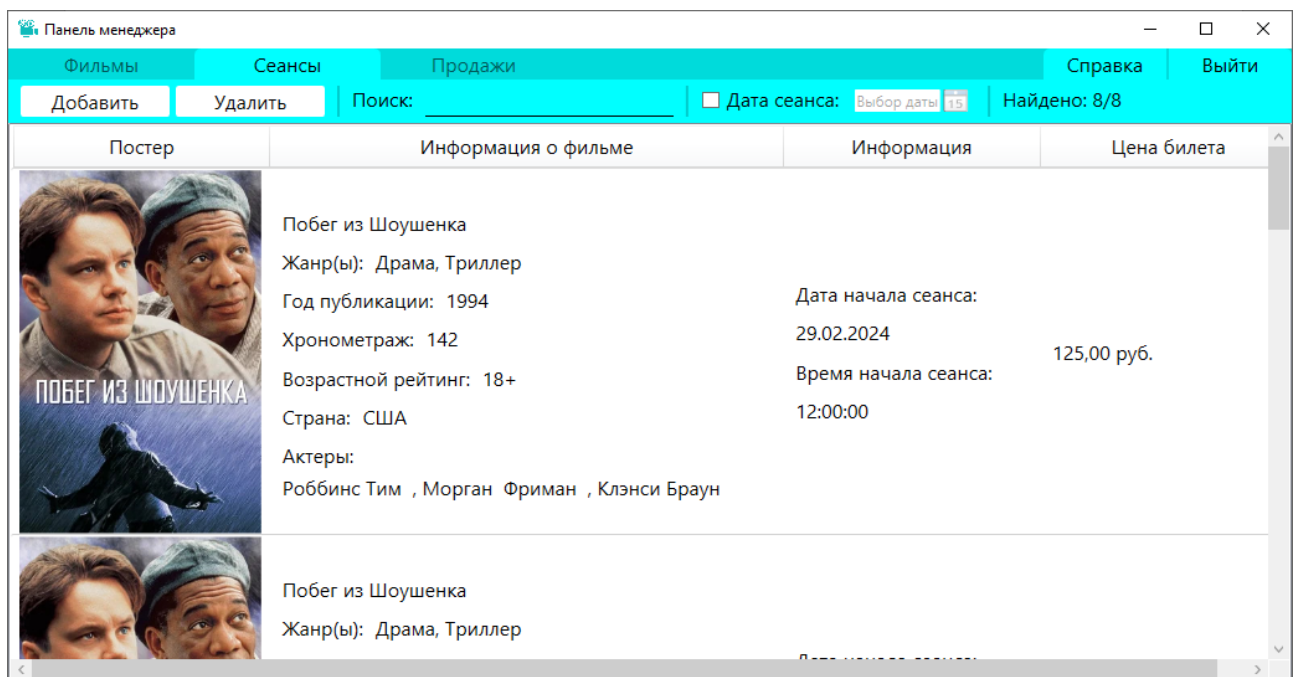 Панель менеджера
Фильмы Сеансы Продажи Справка Выйти
Добавить Удалить Поиск: Дата сеанса: Выбор даты 15 Найдено: 8/8
Постер Информация о фильме Информация Цена билета
ПОБЕГ ИЗ ШОУШЕНКА
Побег из Шоушенка
Жанр(ы): Драма, Триллер
Год публикации: 1994
Хронометраж: 142
Возрастной рейтинг: 18+
Страна: США
Актеры:
Роббинс Тим , Морган Фриман , Клэнси Браун
Дата начала сеанса:
29.02.2024
Время начала сеанса:
12:00:00
125,00 руб.
Побег из Шоушенка
Жанр(ы): Драма, Триллер